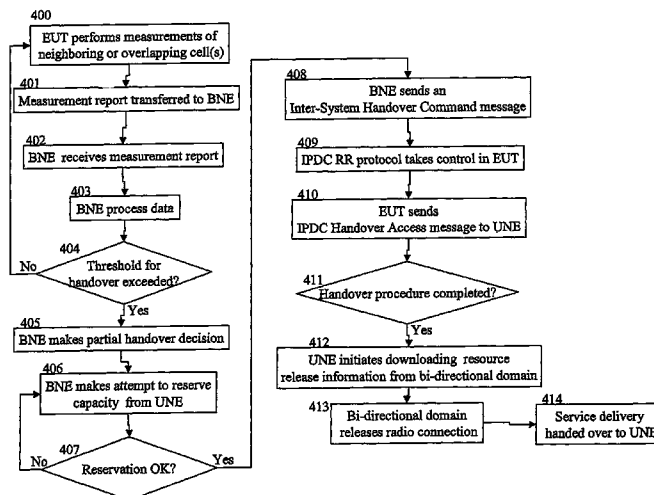 400
EUT performs measurements of
neighboring or overlapping cell(s)
401
Measurement report transferred to BNE
402
BNE receives measurement report
403
BNE process data
404
Threshold for
handover exceeded?
No
Yes
405
BNE makes partial handover decision
406
BNE makes attempt to reserve
capacity from UNE
407
Reservation OK?
No
Yes
408
BNE sends an
Inter-System Handover Command message
409
IPDC RR protocol takes control in EUT
410
EUT sends
IPDC Handover Access message to UNE
411
Handover procedure completed?
Yes
412
UNE initiates downloading resource
release information from bi-directional domain
413
Bi-directional domain
releases radio connection
414
Service delivery
handed over to UNE